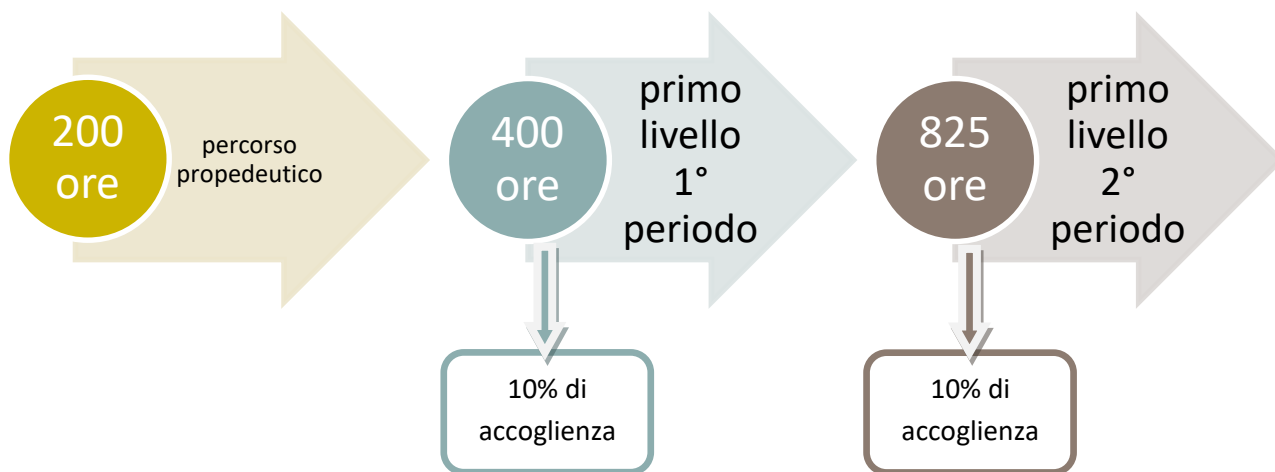 200
ore
percorso
propedeutico
400
ore
primo
livello
1°
periodo
825
ore
primo
livello
2°
periodo
10% di
accoglienza
10% di
accoglienza